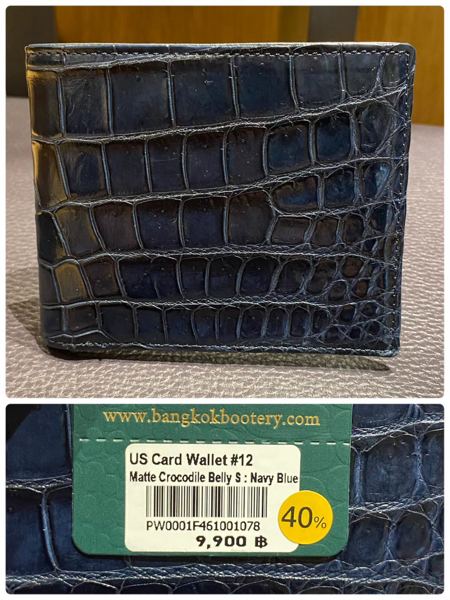 www.bangkokbootery.com
US Card Wallet #12
Matte Crocodile Belly S : Navy Blue
PW0001F461001078
9,900 ฿
40%